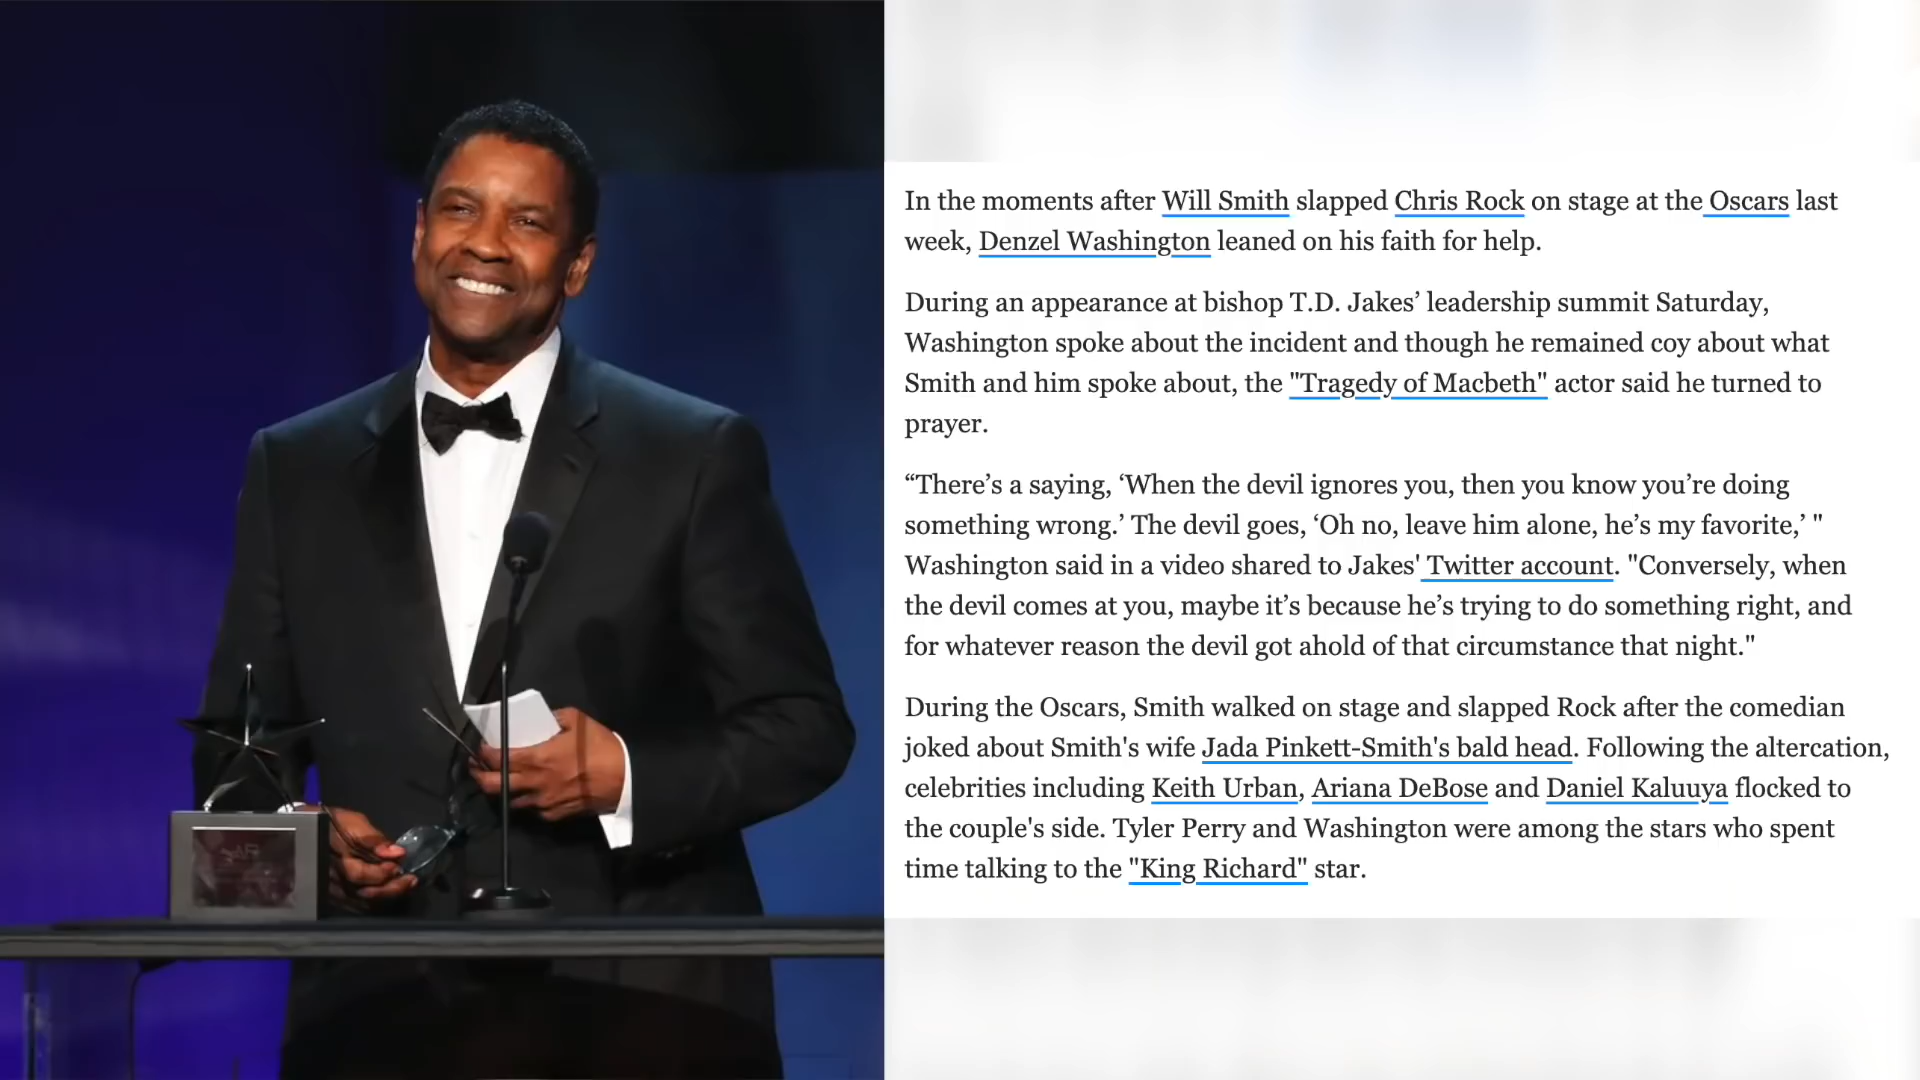 In the moments after Will Smith slapped Chris Rock on stage at the Oscars last
week, Denzel Washington leaned on his faith for help.
During an appearance at bishop T.D. Jakes’ leadership summit Saturday,
Washington spoke about the incident and though he remained coy about what
Smith and him spoke about, the "Tragedy of Macbeth" actor said he turned to
prayer.
“There’s a saying, ‘When the devil ignores you, then you know you’re doing
something wrong.’ The devil goes, ‘Oh no, leave him alone, he’s my favorite,’ "
Washington said in a video shared to Jakes' Twitter account. "Conversely, when
the devil comes at you, maybe it’s because he’s trying to do something right, and
for whatever reason the devil got ahold of that circumstance that night."
During the Oscars, Smith walked on stage and slapped Rock after the comedian
joked about Smith's wife Jada Pinkett-Smith's bald head. Following the altercation,
celebrities including Keith Urban, Ariana DeBose and Daniel Kaluuya flocked to
the couple's side. Tyler Perry and Washington were among the stars who spent
time talking to the "King Richard" star.